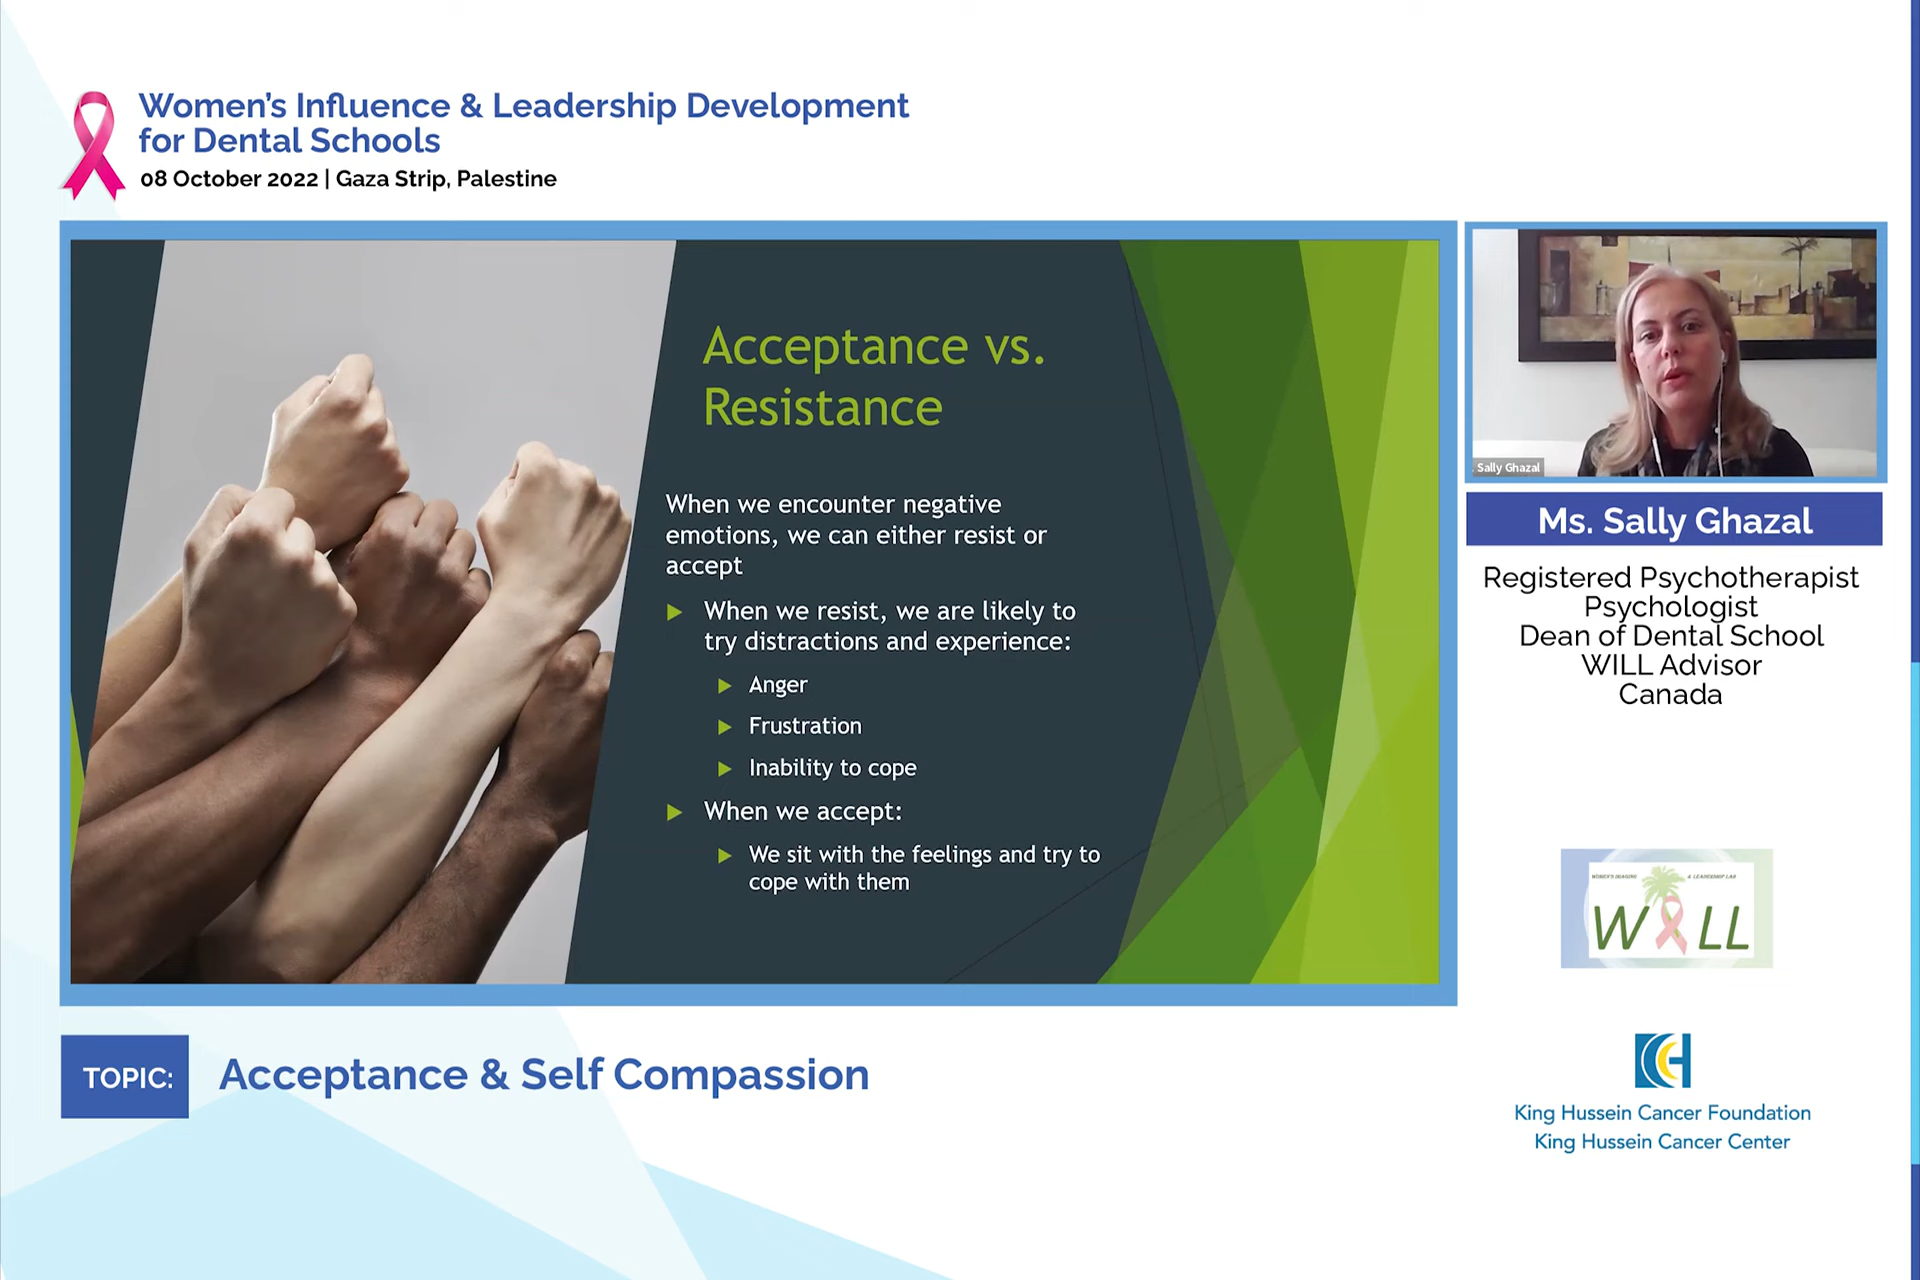 Women's Influence & Leadership Development
for Dental Schools
08 October 2022 | Gaza Strip, Palestine
Acceptance vs.
Resistance
When we encounter negative
emotions, we can either resist or
accept
When we resist, we are likely to
try distractions and experience:
Anger
Frustration
Inability to cope
When we accept:
We sit with the feelings and try to
cope with them
Sally Ghazal
Ms. Sally Ghazal
Registered Psychotherapist
Psychologist
Dean of Dental School
WILL Advisor
Canada
WOMEN'S IMAGING & LEADERSHIP LAB
WILL
King Hussein Cancer Foundation
King Hussein Cancer Center
TOPIC:
Acceptance & Self Compassion